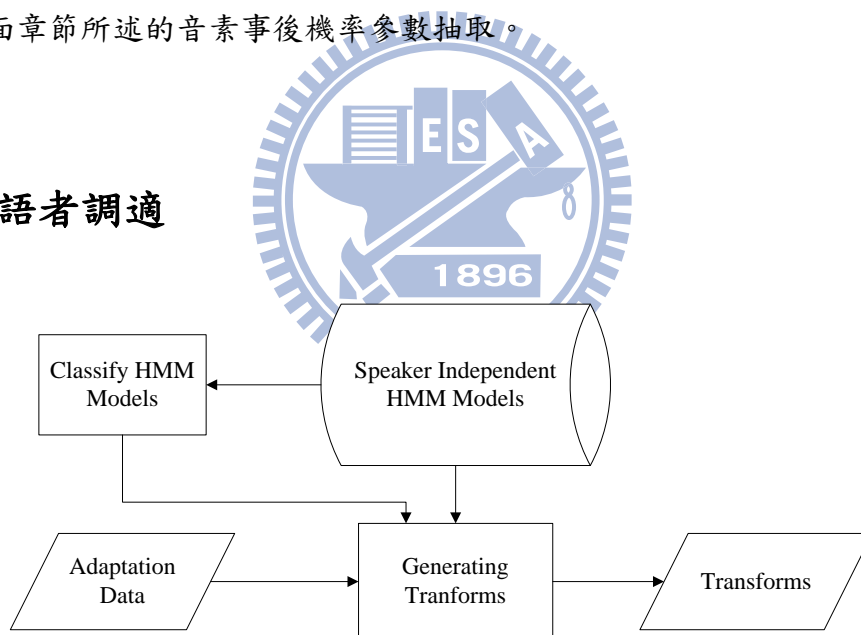 面章節所述的音素事後機率參數抽取。
E S A
1896
語者調適
Classify HMM
Models
Speaker Independent
HMM Models
Adaptation
Data
Generating
Tranforms
Transforms